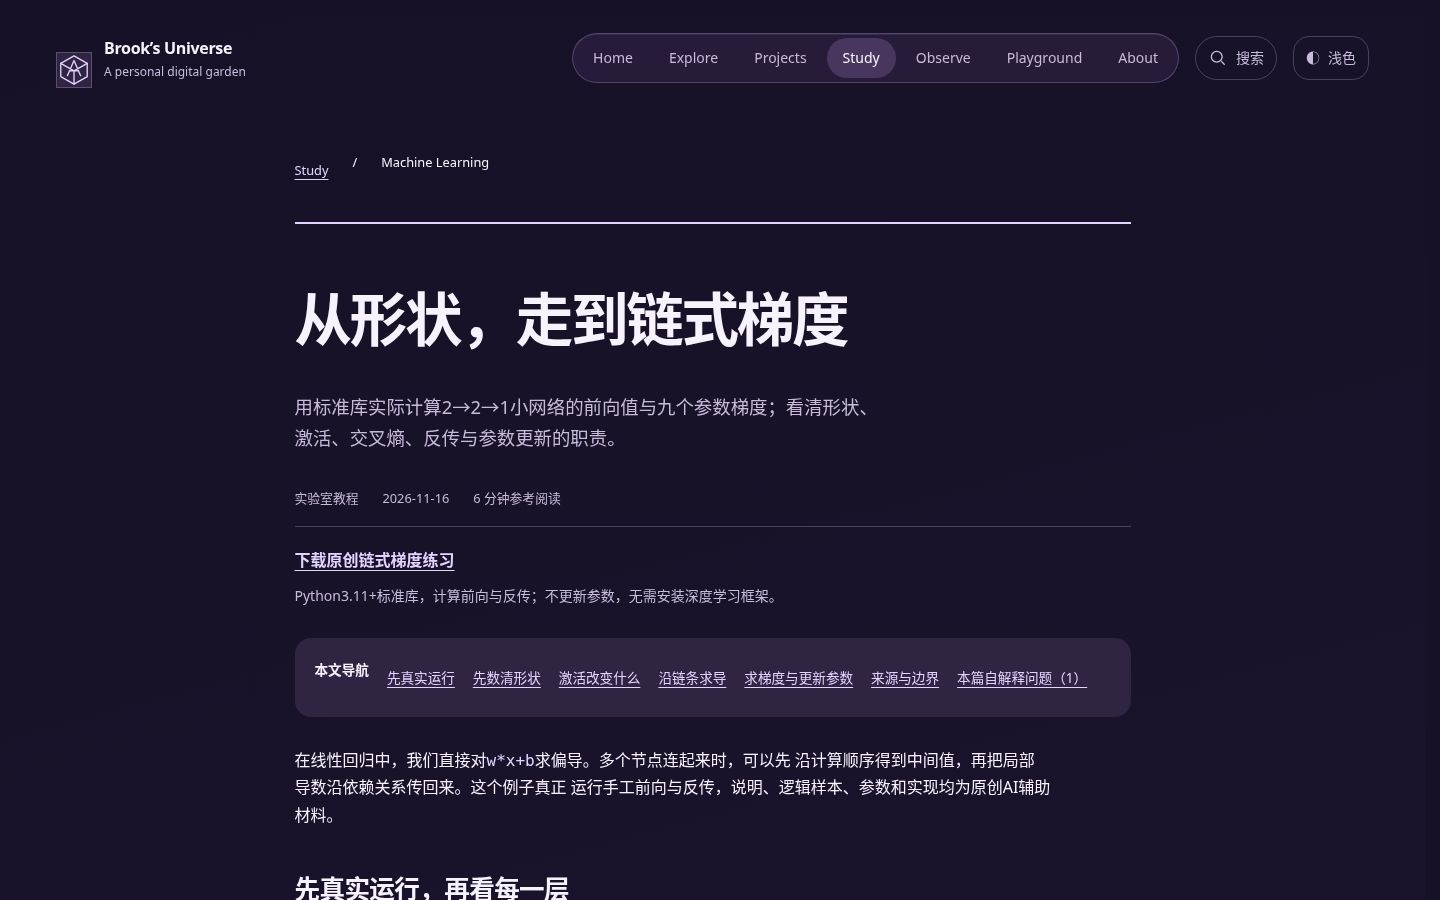 Brook’s Universe
A personal digital garden
Home Explore Projects Study Observe Playground About 搜索 浅色
Study / Machine Learning
从形状，走到链式梯度
用标准库实际计算2→2→1小网络的前向值与九个参数梯度；看清形状、
激活、交叉熵、反传与参数更新的职责。
实验室教程 2026-11-16 6 分钟参考阅读
下载原创链式梯度练习
Python3.11+标准库，计算前向与反传；不更新参数，无需安装深度学习框架。
本文导航 先真实运行 先数清形状 激活改变什么 沿链条求导 求梯度与更新参数 来源与边界 本篇自解释问题（1）
在线性回归中，我们直接对w*x+b求偏导。多个节点连起来时，可以先 沿计算顺序得到中间值，再把局部
导数沿依赖关系传回来。这个例子真正 运行手工前向与反传，说明、逻辑样本、参数和实现均为原创AI辅助
材料。
先真实运行，再看每一层